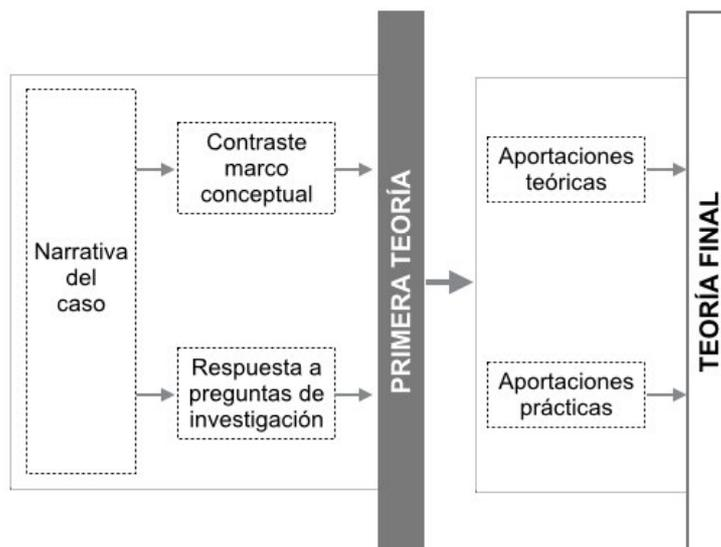 Narrativa
del
caso
Contraste
marco
conceptual
Respuesta a
preguntas de
investigación
PRIMERA TEORÍA
Aportaciones
teóricas
Aportaciones
prácticas
TEORÍA FINAL